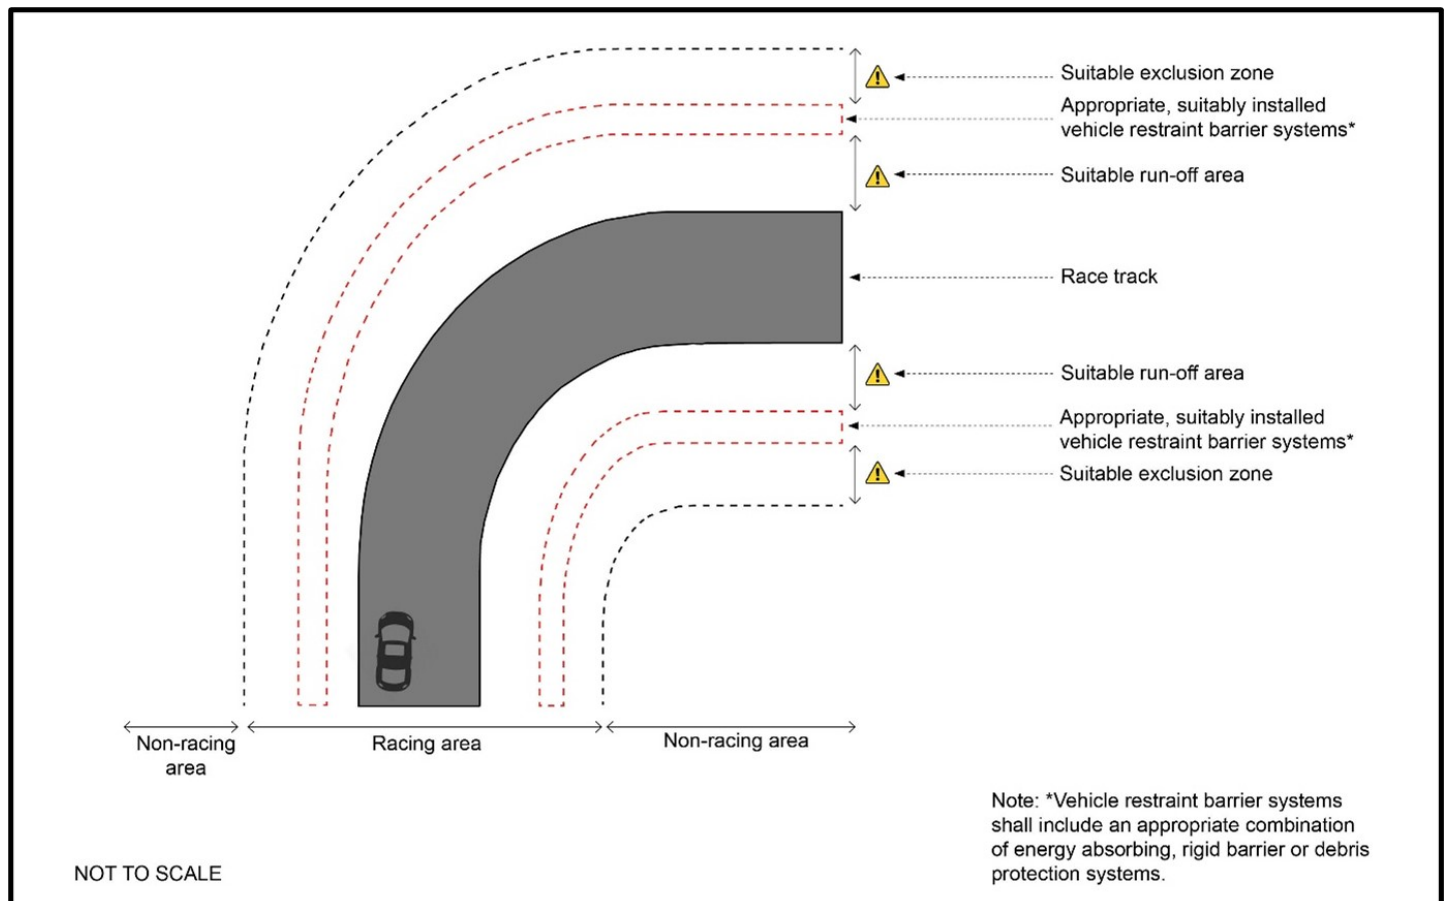 Suitable exclusion zone
Appropriate, suitably installed
vehicle restraint barrier systems*
Suitable run-off area
Race track
Suitable run-off area
Appropriate, suitably installed
vehicle restraint barrier systems*
Suitable exclusion zone
Non-racing
area
Racing area
Non-racing area
Note: *Vehicle restraint barrier systems
shall include an appropriate combination
of energy absorbing, rigid barrier or debris
protection systems.
NOT TO SCALE